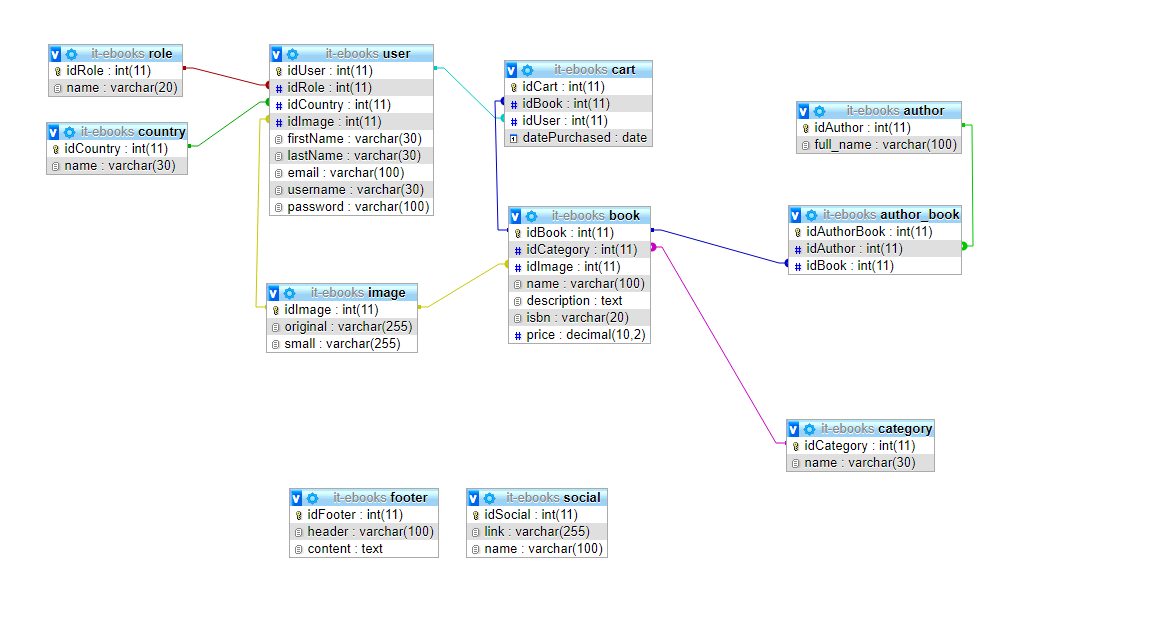 it-ebooks role
idRole : int(11)
name : varchar(20)
it-ebooks country
idCountry : int(11)
name : varchar(30)
it-ebooks user
idUser : int(11)
idRole : int(11)
idCountry : int(11)
idImage : int(11)
firstName : varchar(30)
lastName : varchar(30)
email : varchar(100)
username : varchar(30)
password : varchar(100)
it-ebooks cart
idCart : int(11)
idBook : int(11)
idUser : int(11)
datePurchased : date
it-ebooks author
idAuthor : int(11)
full_name : varchar(100)
it-ebooks book
idBook : int(11)
idCategory : int(11)
idImage : int(11)
name : varchar(100)
description : text
isbn : varchar(20)
price : decimal(10,2)
it-ebooks author_book
idAuthorBook : int(11)
idAuthor : int(11)
idBook : int(11)
it-ebooks image
idImage : int(11)
original : varchar(255)
small : varchar(255)
it-ebooks category
idCategory : int(11)
name : varchar(30)
it-ebooks footer
idFooter : int(11)
header : varchar(100)
content : text
it-ebooks social
idSocial : int(11)
link : varchar(255)
name : varchar(100)